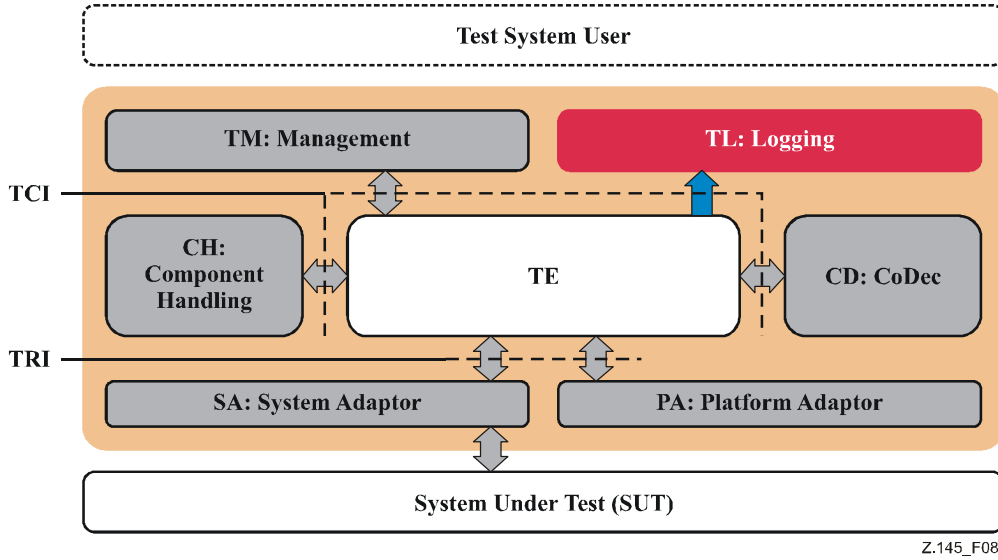 Test System User
TM: Management
TL: Logging
TCI
CH:
Component
Handling
TE
CD: CoDec
TRI
SA: System Adaptor
PA: Platform Adaptor
System Under Test (SUT)
Z.145_F08